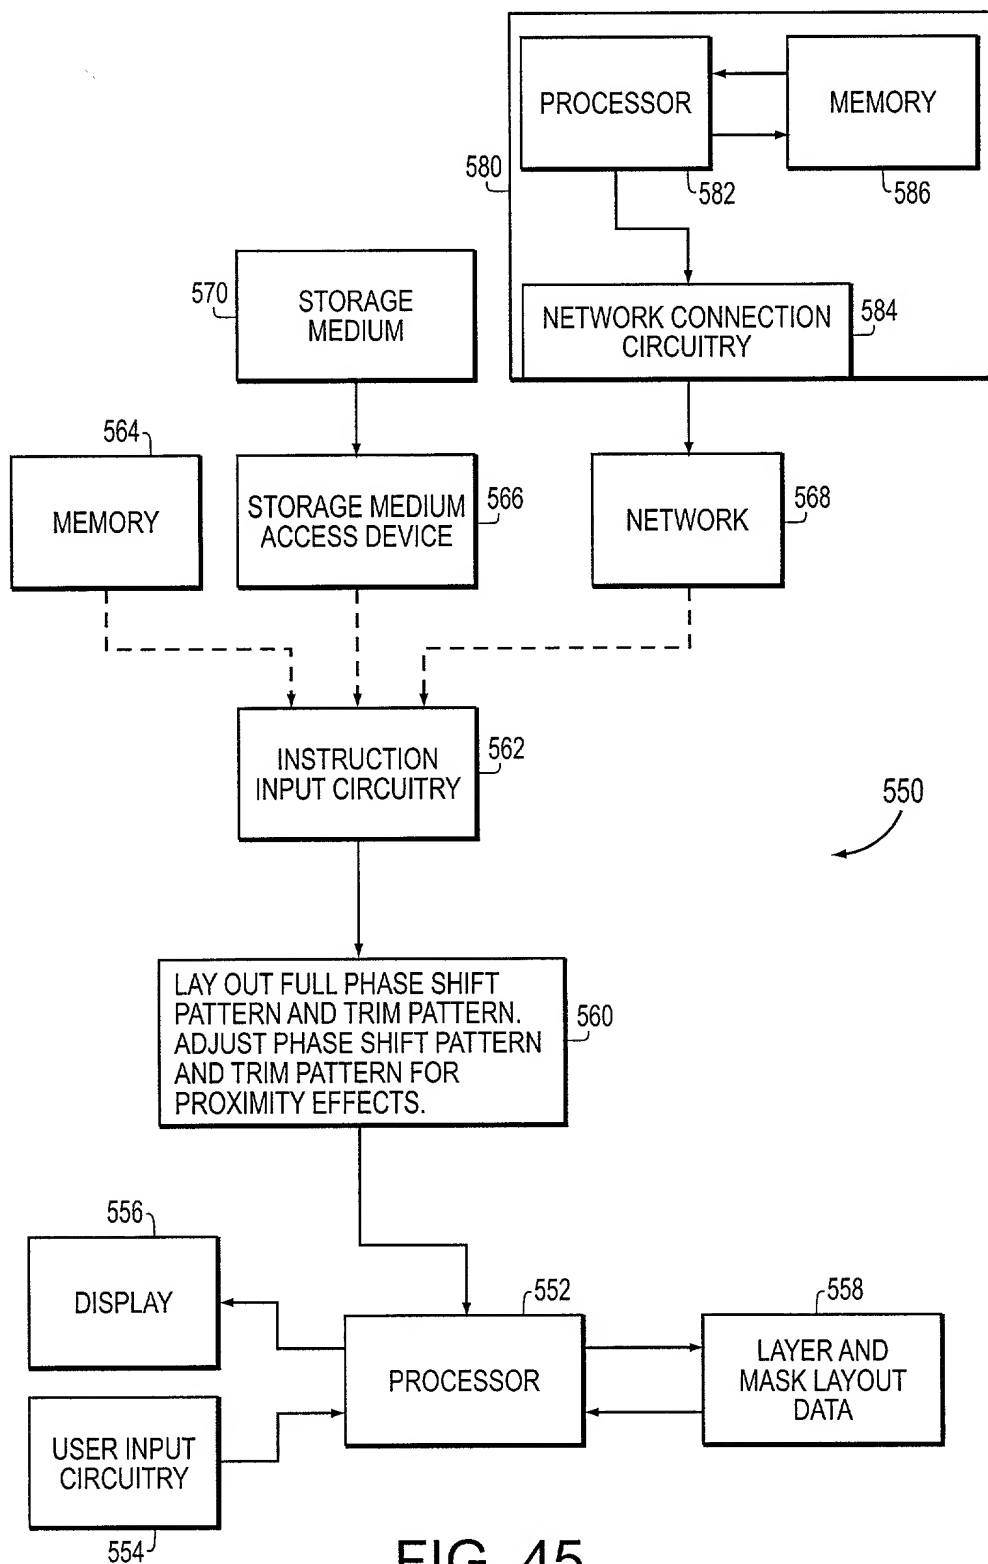 PROCESSOR
MEMORY
580
582
586
570
STORAGE
MEDIUM
NETWORK CONNECTION
CIRCUITRY
584
564
MEMORY
STORAGE MEDIUM
ACCESS DEVICE
566
NETWORK
568
INSTRUCTION
INPUT CIRCUITRY
562
550
LAY OUT FULL PHASE SHIFT
PATTERN AND TRIM PATTERN.
ADJUST PHASE SHIFT PATTERN
AND TRIM PATTERN FOR
PROXIMITY EFFECTS.
560
556
DISPLAY
552
PROCESSOR
558
LAYER AND
MASK LAYOUT
DATA
USER INPUT
CIRCUITRY
554
FIG. 45